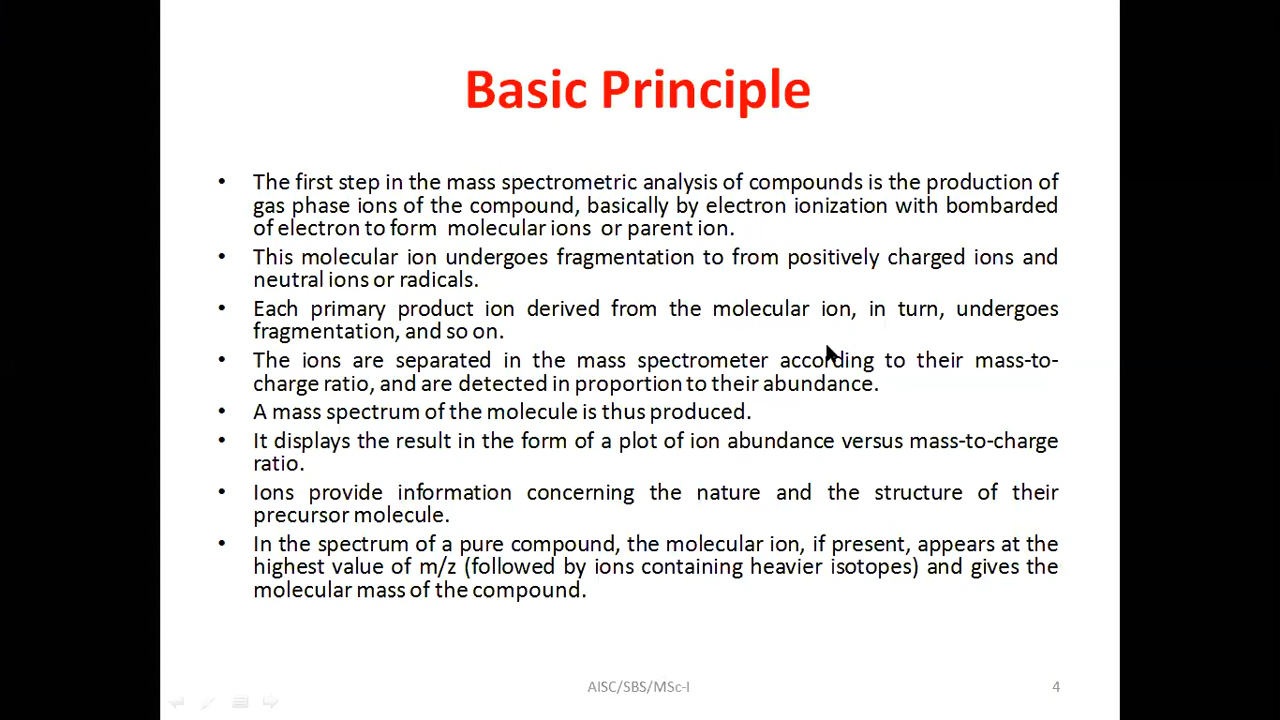 Basic Principle
• The first step in the mass spectrometric analysis of compounds is the production of
gas phase ions of the compound, basically by electron ionization with bombarded
of electron to form molecular ions or parent ion.
• This molecular ion undergoes fragmentation to from positively charged ions and
neutral ions or radicals.
• Each primary product ion derived from the molecular ion, in turn, undergoes
fragmentation, and so on.
• The ions are separated in the mass spectrometer according to their mass-to-
charge ratio, and are detected in proportion to their abundance.
• A mass spectrum of the molecule is thus produced.
• It displays the result in the form of a plot of ion abundance versus mass-to-charge
ratio.
• Ions provide information concerning the nature and the structure of their
precursor molecule.
• In the spectrum of a pure compound, the molecular ion, if present, appears at the
highest value of m/z (followed by ions containing heavier isotopes) and gives the
molecular mass of the compound.
AISC/SBS/MSc-I
4